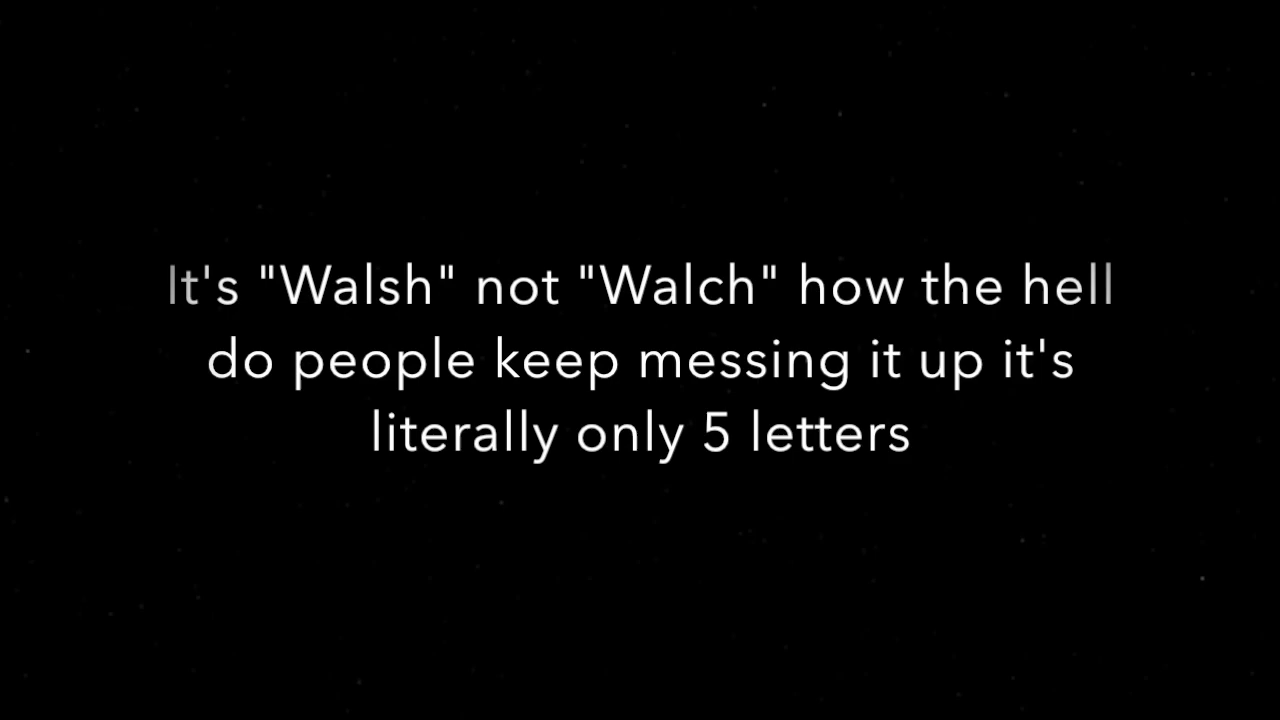 It's "Walsh" not "Walch" how the hell
do people keep messing it up it's
literally only 5 letters